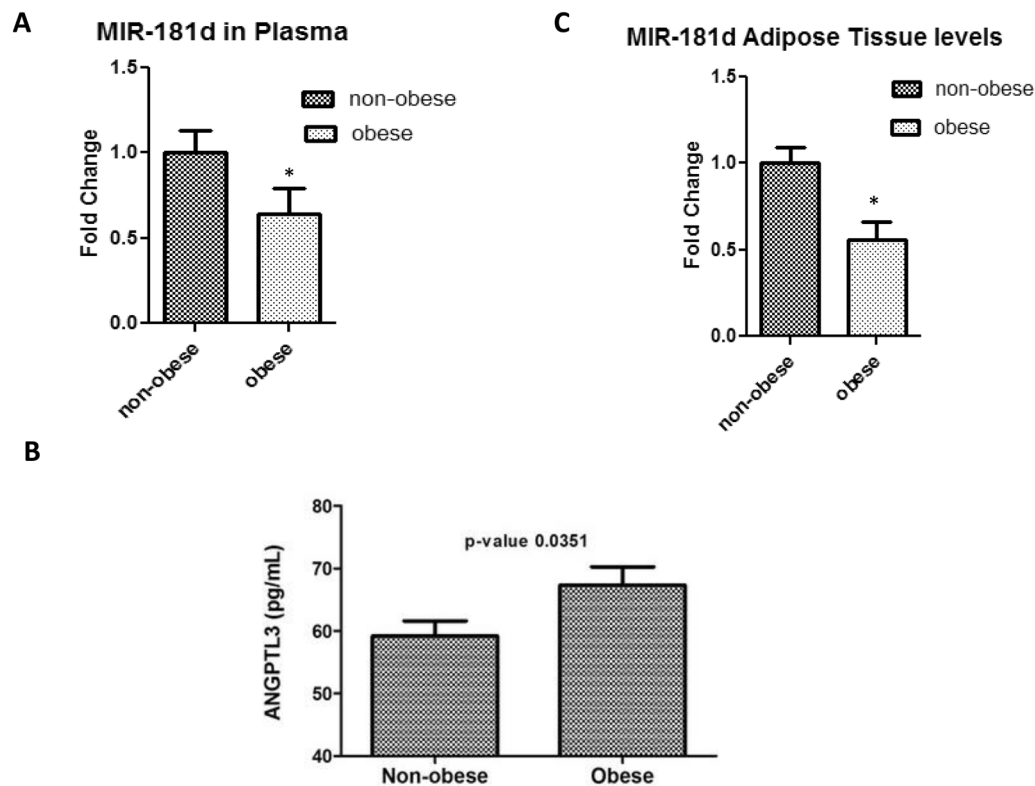 A
MIR-181d in Plasma
1.5
1.0
0.5
0.0
Fold Change
non-obese
obese
*
non-obese
obese
C
MIR-181d Adipose Tissue levels
1.5
1.0
0.5
0.0
Fold Change
non-obese
obese
*
non-obese
obese
B
80
70
60
50
40
ANGPTL3 (pg/mL)
p-value 0.0351
Non-obese
Obese